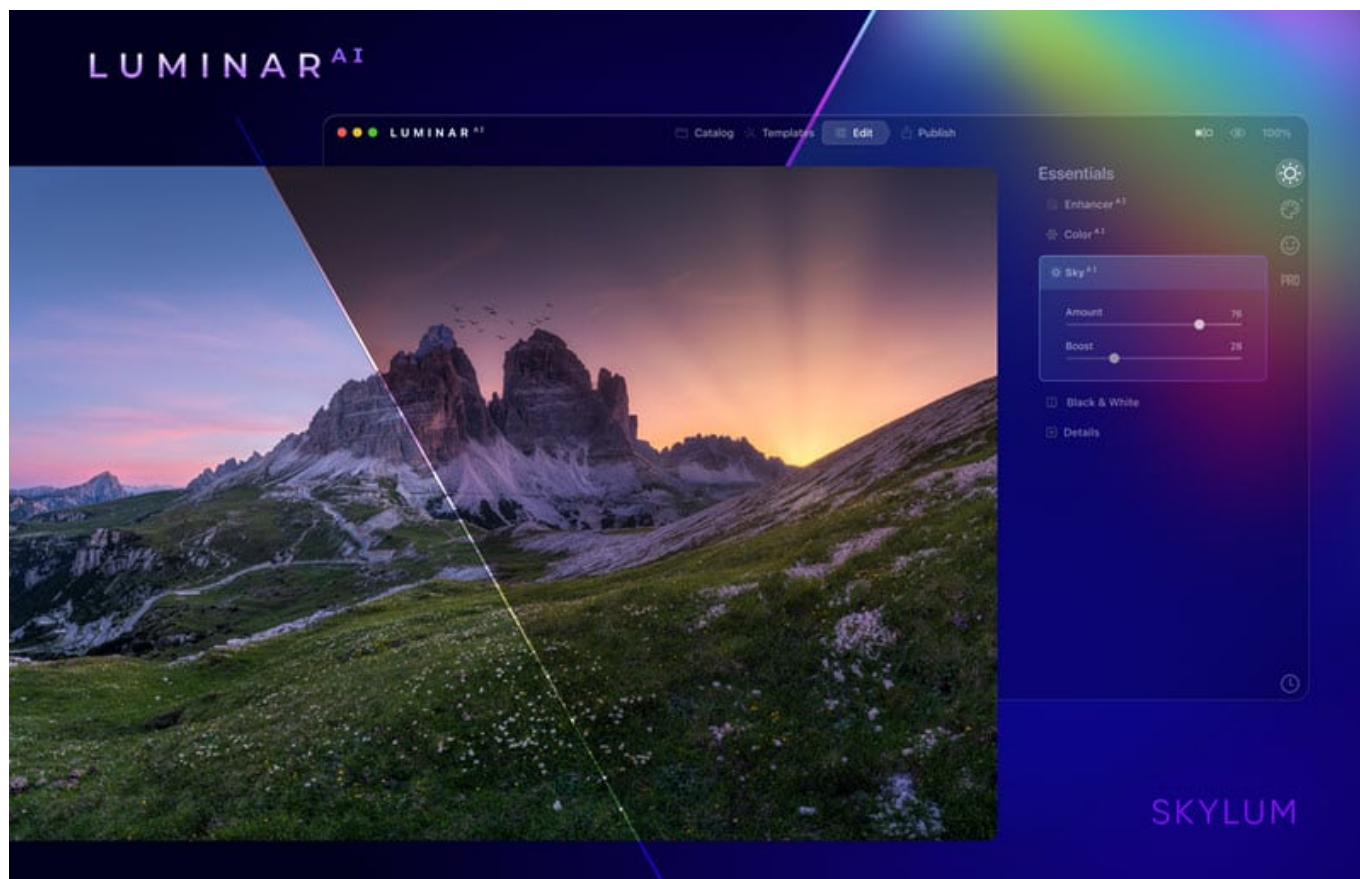 LUMINAR AI
LUMINAR AI
Catalog Templates Edit Publish
100%
Essentials
Enhancer AI
Color AI
Sky AI
Amount 76
Boost 28
Black & White
Details
PRO
SKYLUM